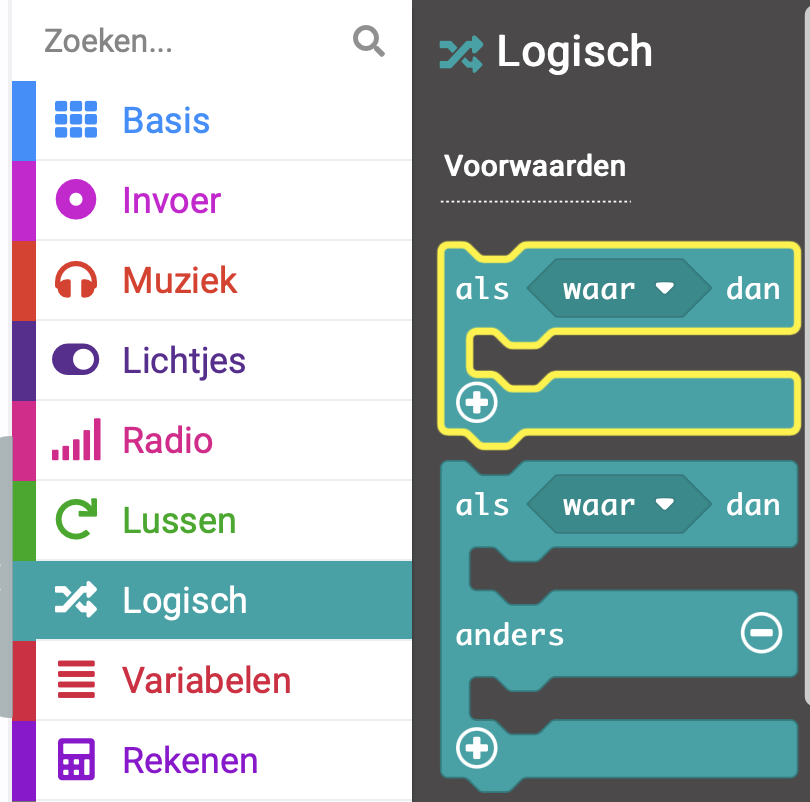 Zoeken...
Basis
Invoer
Muziek
Lichtjes
Radio
Lussen
Logisch
Variabelen
Rekenen
Logisch
Voorwaarden
als waar dan
als waar dan
anders